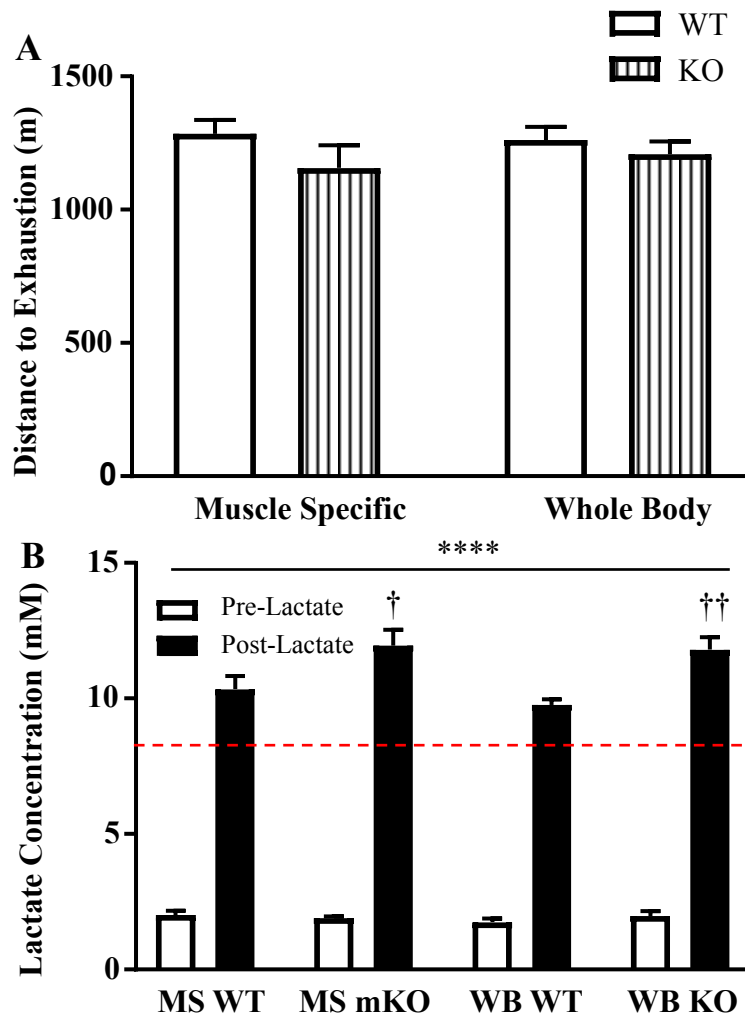 A
WT
KO
Distance to Exhaustion (m)
1500
1000
500
0
Muscle Specific
Whole Body
B
****
Lactate Concentration (mM)
15
10
5
0
Pre-Lactate
Post-Lactate
†
††
MS WT
MS mKO
WB WT
WB KO